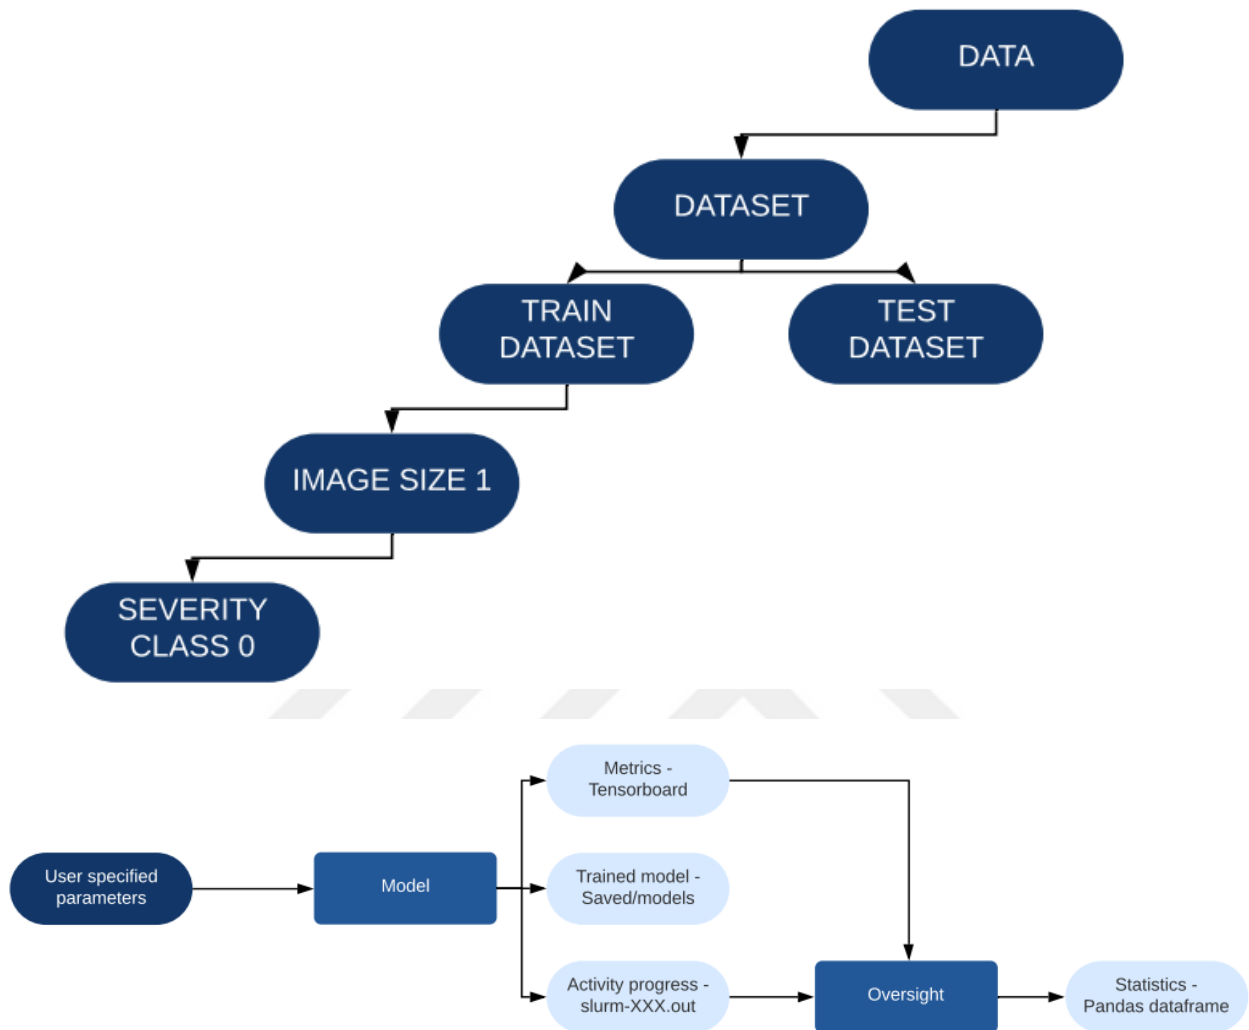 DATA
DATASET
TRAIN
DATASET
TEST
DATASET
IMAGE SIZE 1
SEVERITY
CLASS 0
Metrics -
Tensorboard
User specified
parameters
Model
Trained model -
Saved/models
Activity progress -
slurm-XXX.out
Oversight
Statistics -
Pandas dataframe